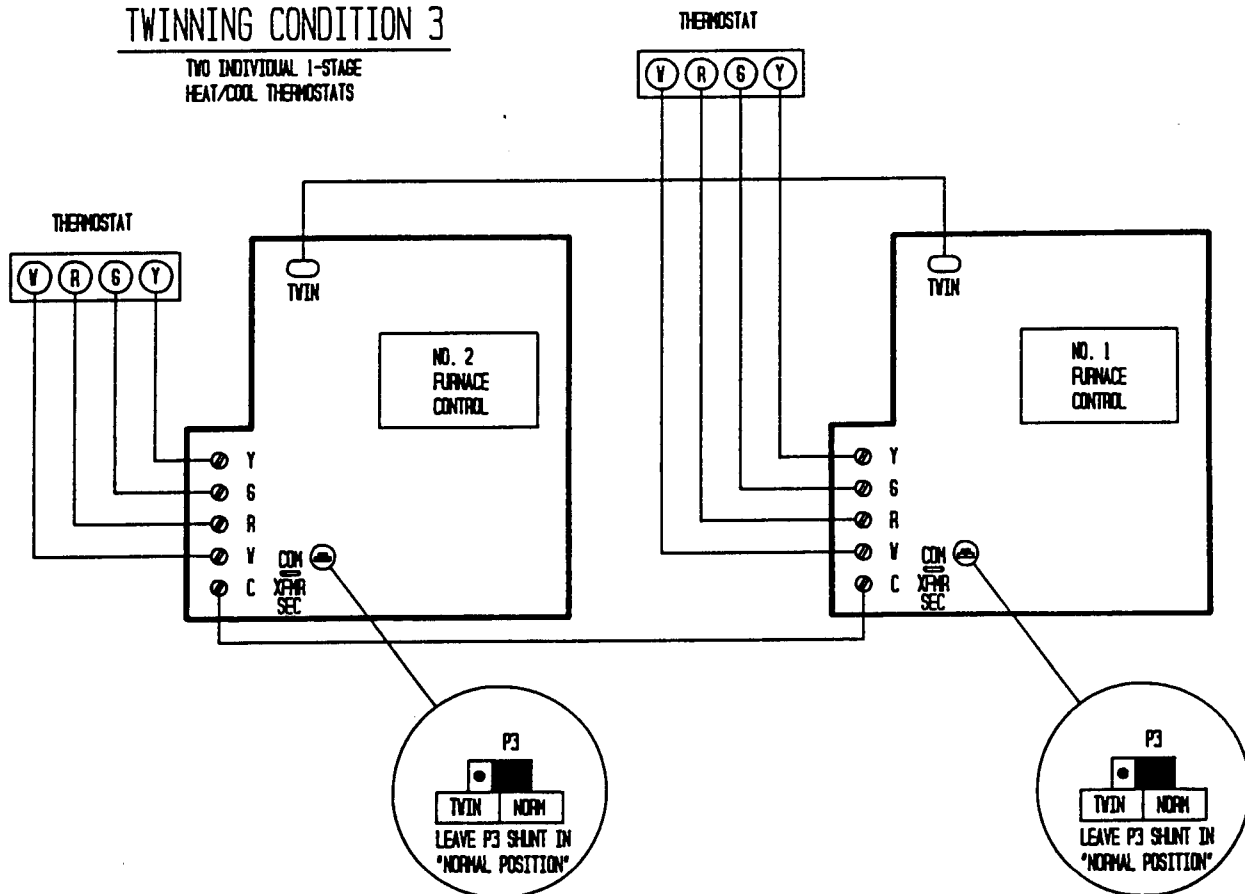 TWINNING CONDITION 3
TWO INDIVIDUAL 1-STAGE
HEAT/COOL THERMOSTATS
THERMOSTAT
W R G Y
THERMOSTAT
W R G Y
TWIN
NO. 2
FURNACE
CONTROL
Y
G
R
W
C
COM
XFMR
SEC
TWIN
NO. 1
FURNACE
CONTROL
Y
G
R
W
C
COM
XFMR
SEC
P3
TWIN NORM
LEAVE P3 SHUNT IN
"NORMAL POSITION"
P3
TWIN NORM
LEAVE P3 SHUNT IN
"NORMAL POSITION"